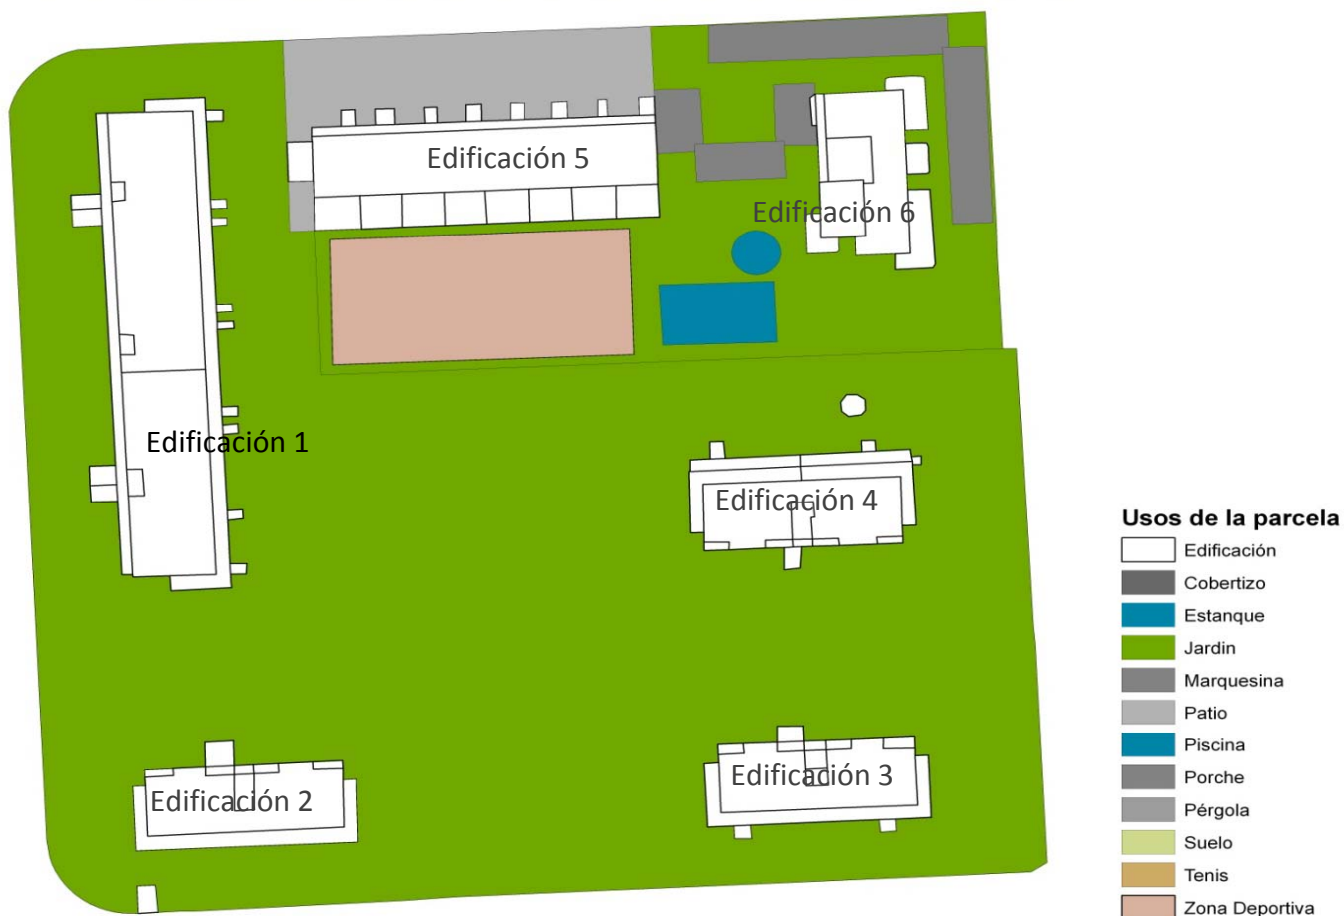 Edificación 5
Edificación 6
Edificación 1
Edificación 4
Edificación 3
Edificación 2
Usos de la parcela
Edificación
Cobertizo
Estanque
Jardin
Marquesina
Patio
Piscina
Porche
Pérgola
Suelo
Tenis
Zona Deportiva